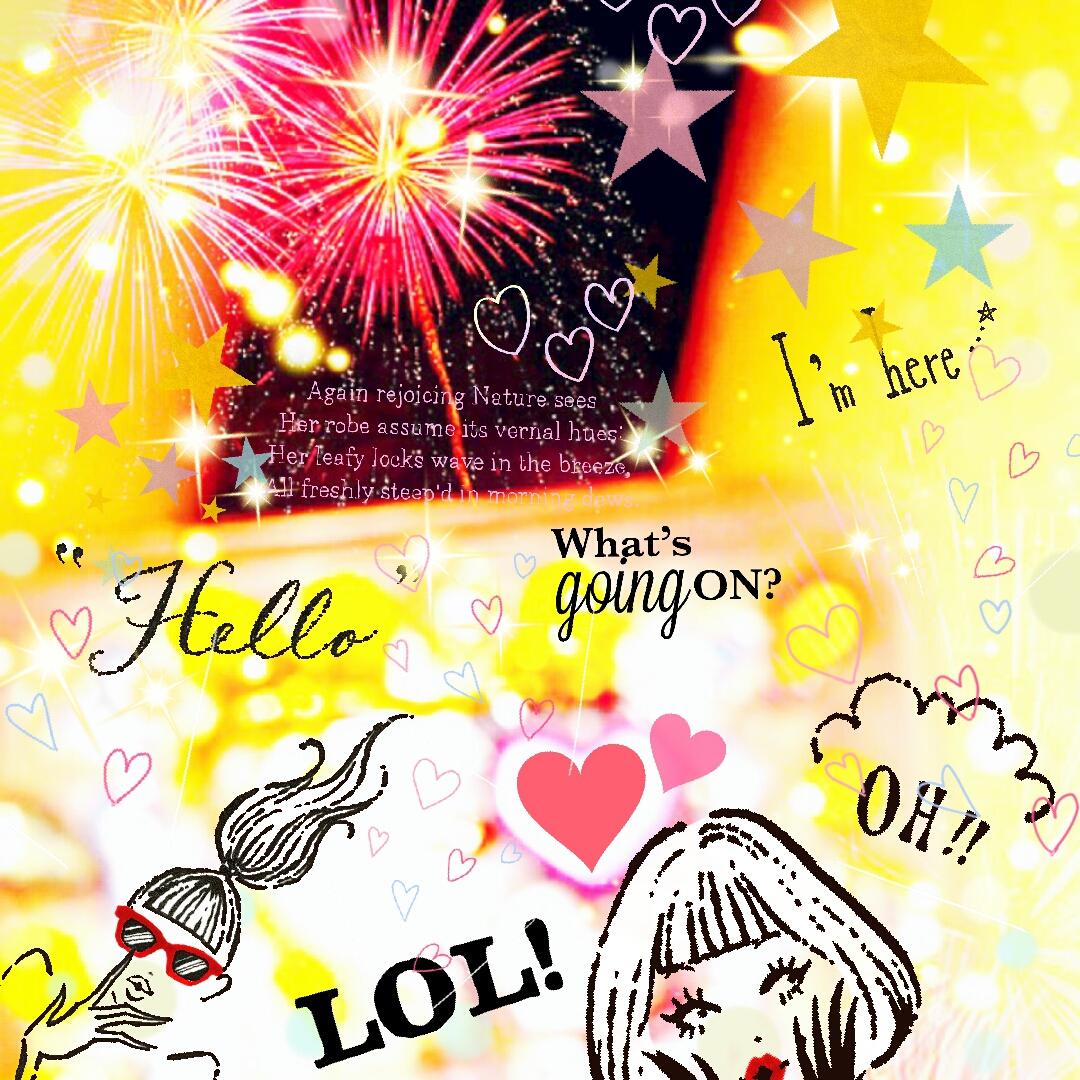 Again rejoicing Nature sees
Her robe assume its vernal hues:
Her leafy locks wave in the breeze,
All freshly steep'd in morning dews.
I'm here
“Hello”
What's
going ON?
OH!!
LOL!